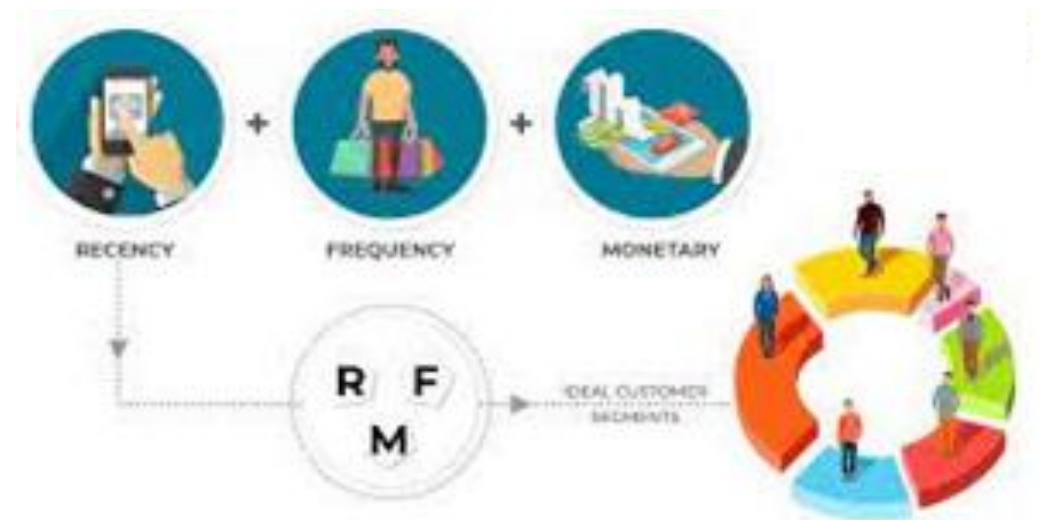 RECENCY
FREQUENCY
MONETARY
R F
M
IDEAL CUSTOMER
SEGMENTS